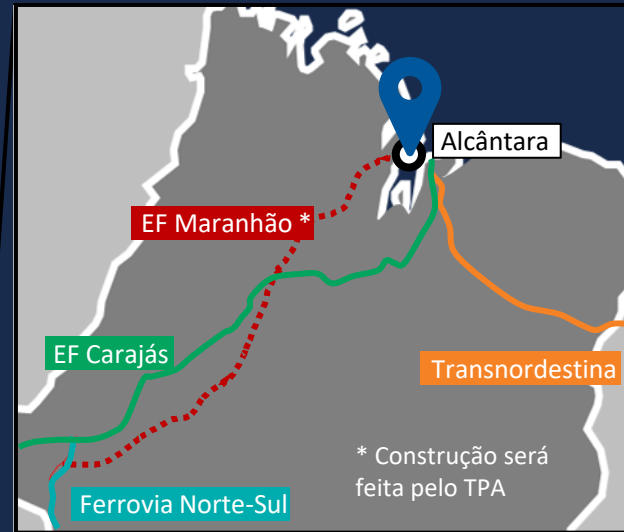 Alcântara
EF Maranhão *
EF Carajás
Transnordestina
* Construção será
feita pelo TPA
Ferrovia Norte-Sul